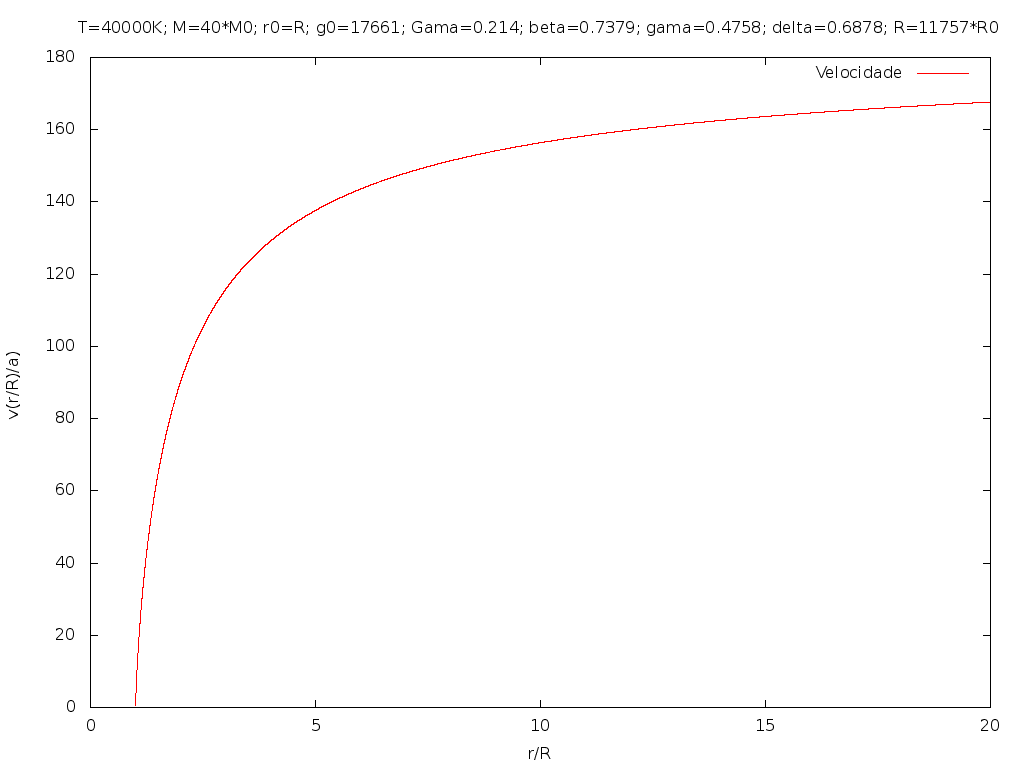 T=40000K; M=40*M0; r0=R; g0=17661; Gama=0.214; beta=0.7379; gama=0.4758; delta=0.6878; R=11757*R0
Velocidade
180
160
140
120
100
80
60
40
20
0
v(r/R)/a)
0 5 10 15 20
r/R